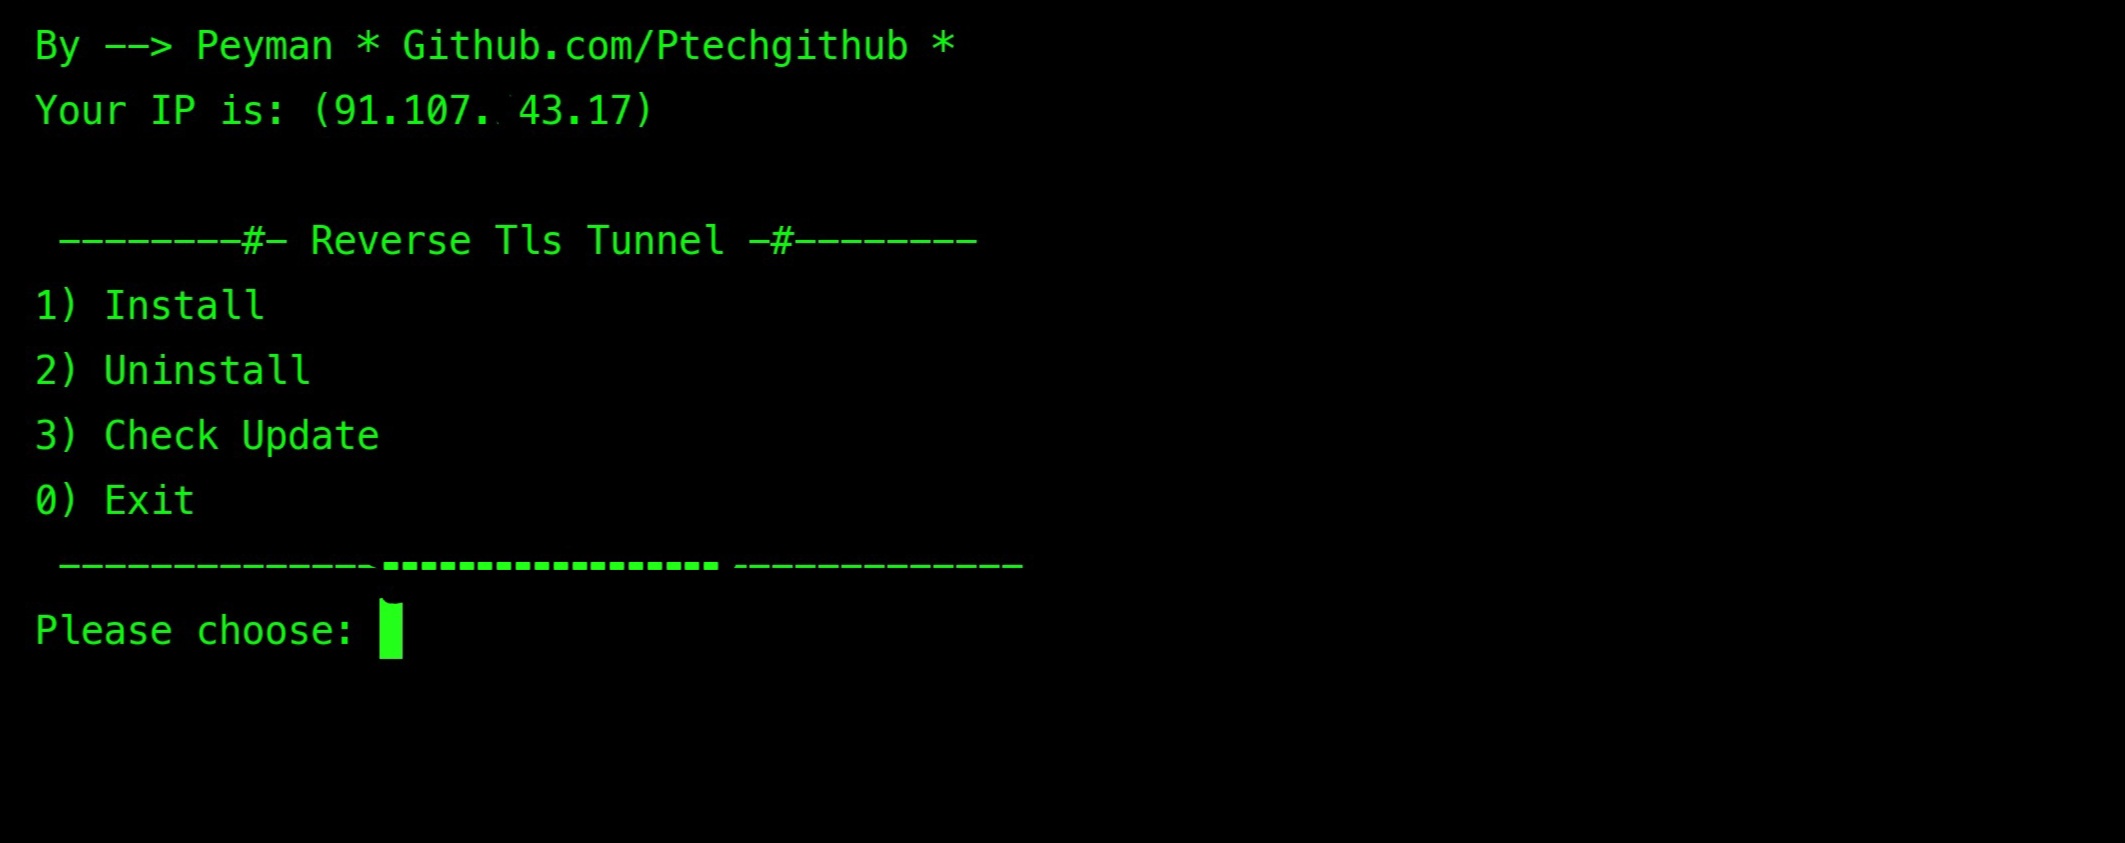 By --> Peyman * Github.com/Ptechgithub *
Your IP is: (91.107. 43.17)
--------#- Reverse Tls Tunnel -#--------
1) Install
2) Uninstall
3) Check Update
0) Exit
Please choose: